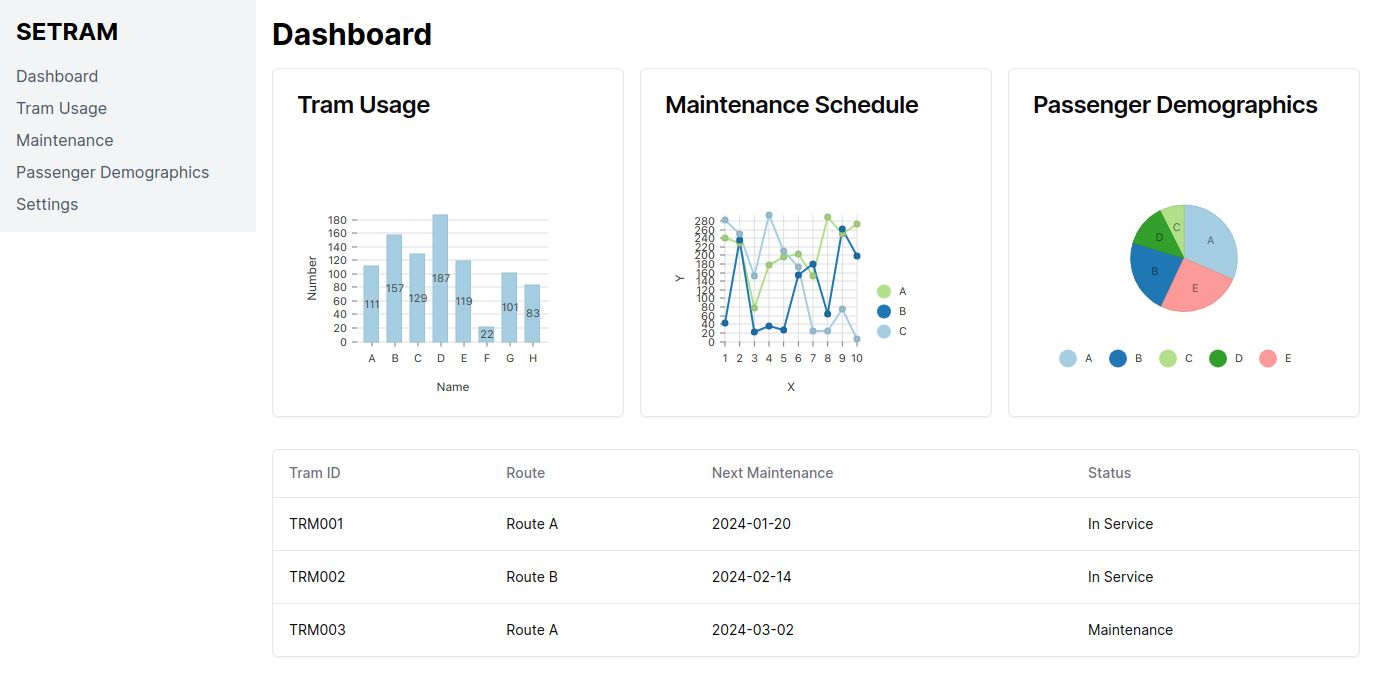 SETRAM
Dashboard
Tram Usage
Maintenance
Passenger Demographics
Settings
Dashboard
Tram Usage
180
160
140
120
100
80
60
40
20
0
Number
111
157
129
187
119
22
101
83
A B C D E F G H
Name
Maintenance Schedule
280
260
240
220
200
180
160
140
120
100
80
60
40
20
0
Y
1 2 3 4 5 6 7 8 9 10
X
A
B
C
Passenger Demographics
A
E
B
D
C
A B C D E
Tram ID Route Next Maintenance Status
TRM001 Route A 2024-01-20 In Service
TRM002 Route B 2024-02-14 In Service
TRM003 Route A 2024-03-02 Maintenance